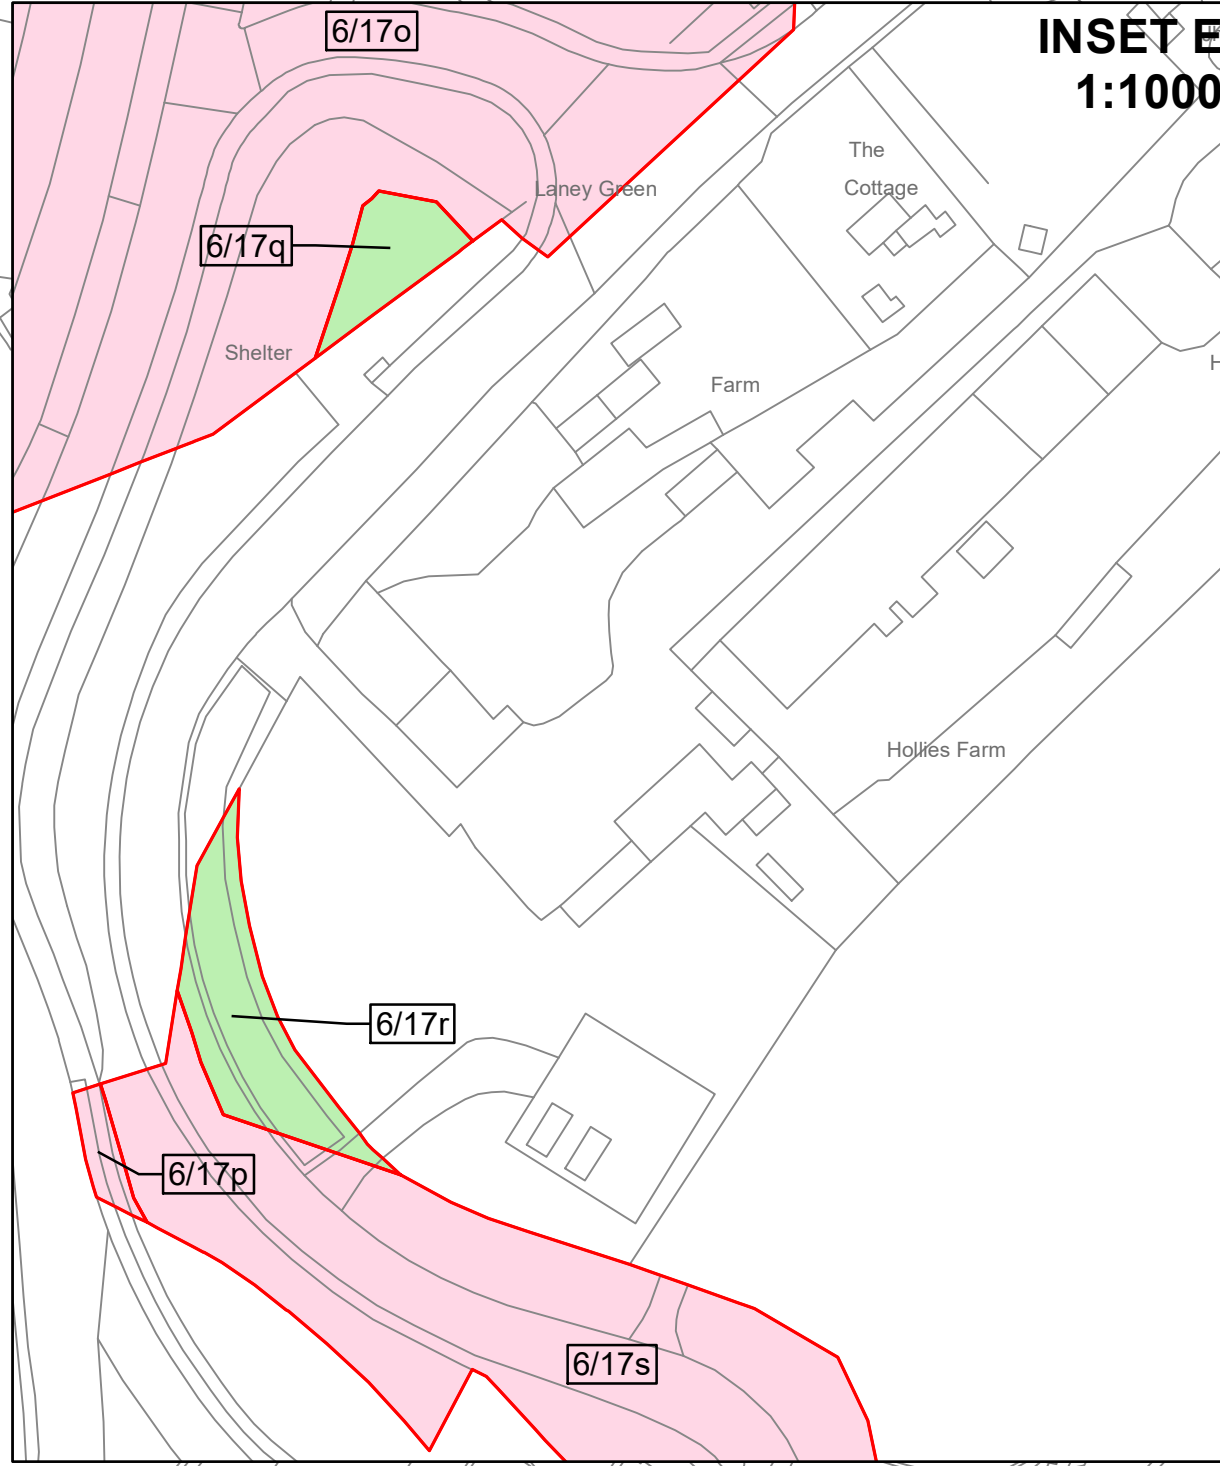 6/17o
INSET E
1:1000
The
Cottage
Laney Green
6/17q
Shelter
Farm
H
Hollies Farm
6/17r
6/17p
6/17s